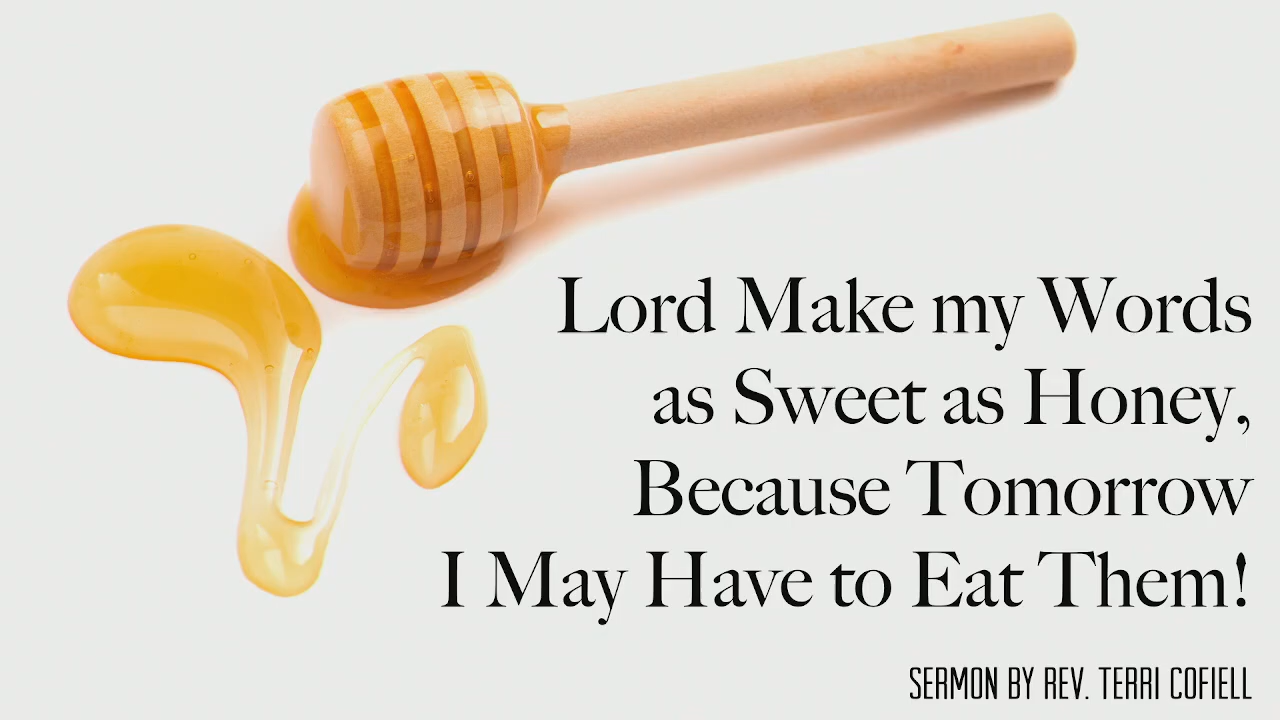 Lord Make my Words
as Sweet as Honey,
Because Tomorrow
I May Have to Eat Them!
SERMON BY REV. TERRI COFIELL